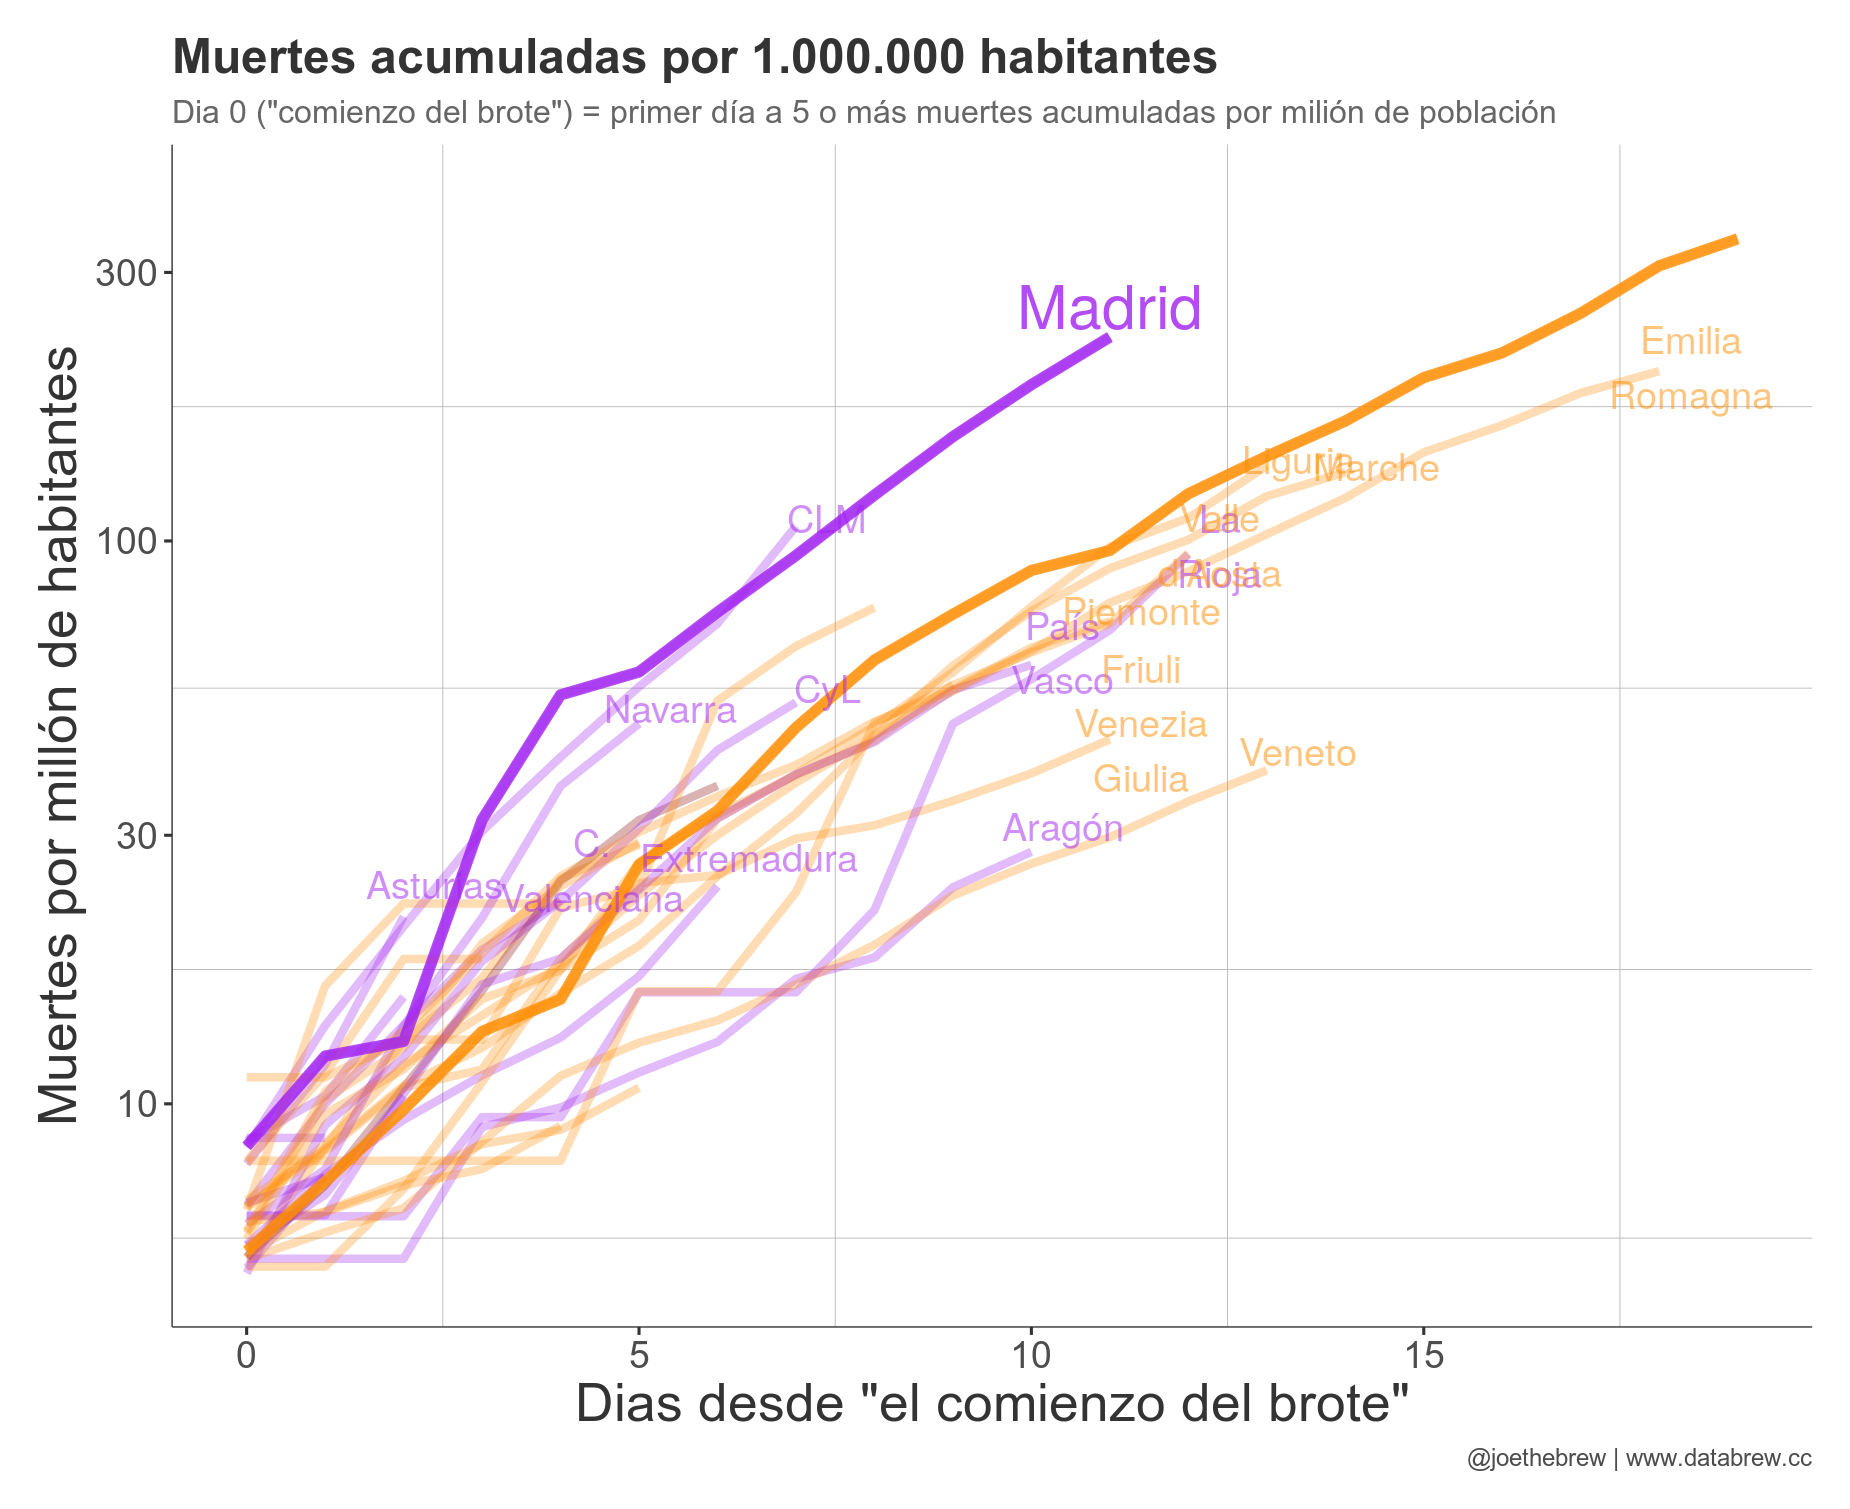 Muertes acumuladas por 1.000.000 habitantes
Dia 0 ("comienzo del brote") = primer día a 5 o más muertes acumuladas por milión de población
Muertes por millón de habitantes
300
100
30
10
Madrid
Emilia
Romagna
Liguria
Marche
CLM
Valle
d'Aosta
La
Rioja
Piemonte
País
Vasco
Friuli
Venezia
Giulia
CyL
Navarra
Veneto
Aragón
C.
Valenciana
Extremadura
Asturias
0
5
10
15
Dias desde "el comienzo del brote"
@joethebrew | www.databrew.cc